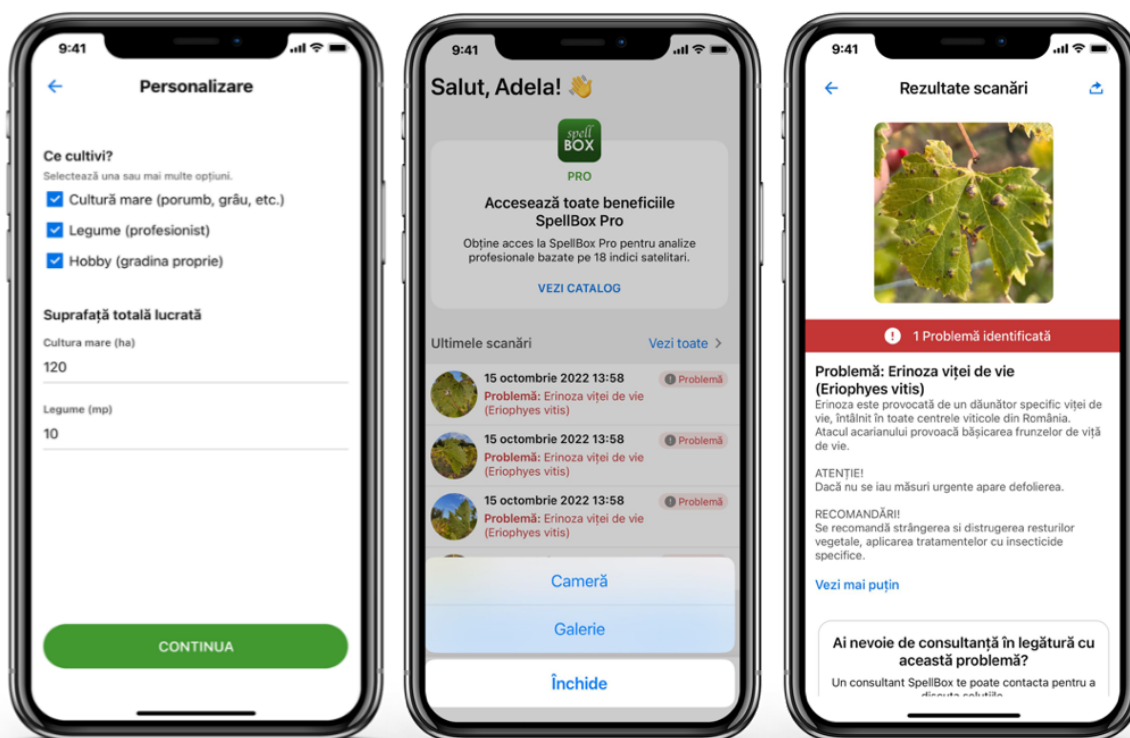 9:41
Personalizare
Ce cultivi?
Selectează una sau mai multe opțiuni.
Cultură mare (porumb, grâu, etc.)
Legume (profesionist)
Hobby (gradina proprie)
Suprafață totală lucrată
Cultura mare (ha)
120
Legume (mp)
10
CONTINUA
9:41
Salut, Adela! 👋
spell
BOX
PRO
Accesează toate beneficiile
SpellBox Pro
Obține acces la SpellBox Pro pentru analize
profesionale bazate pe 18 indici satelitari.
VEZI CATALOG
Ultimele scanări
Vezi toate >
15 octombrie 2022 13:58
Problemă
Problemă: Erinoza viței de vie
(Eriophyes vitis)
15 octombrie 2022 13:58
Problemă
Problemă: Erinoza viței de vie
(Eriophyes vitis)
15 octombrie 2022 13:58
Problemă
Problemă: Erinoza viței de vie
(Eriophyes vitis)
Cameră
Galerie
Închide
9:41
Rezultate scanări
1 Problemă identificată
Problemă: Erinoza viței de vie
(Eriophyes vitis)
Erinoza este provocată de un dăunător specific viței de
vie, întâlnit în toate centrele viticole din România.
Atacul acarianului provoacă bășicarea frunzelor de viță
de vie.
ATENȚIE!
Dacă nu se iau măsuri urgente apare defolierea.
RECOMANDĂRI!
Se recomandă strângerea si distrugerea resturilor
vegetale, aplicarea tratamentelor cu insecticide
specifice.
Vezi mai puțin
Ai nevoie de consultanță în legătură cu
această problemă?
Un consultant SpellBox te poate contacta pentru a